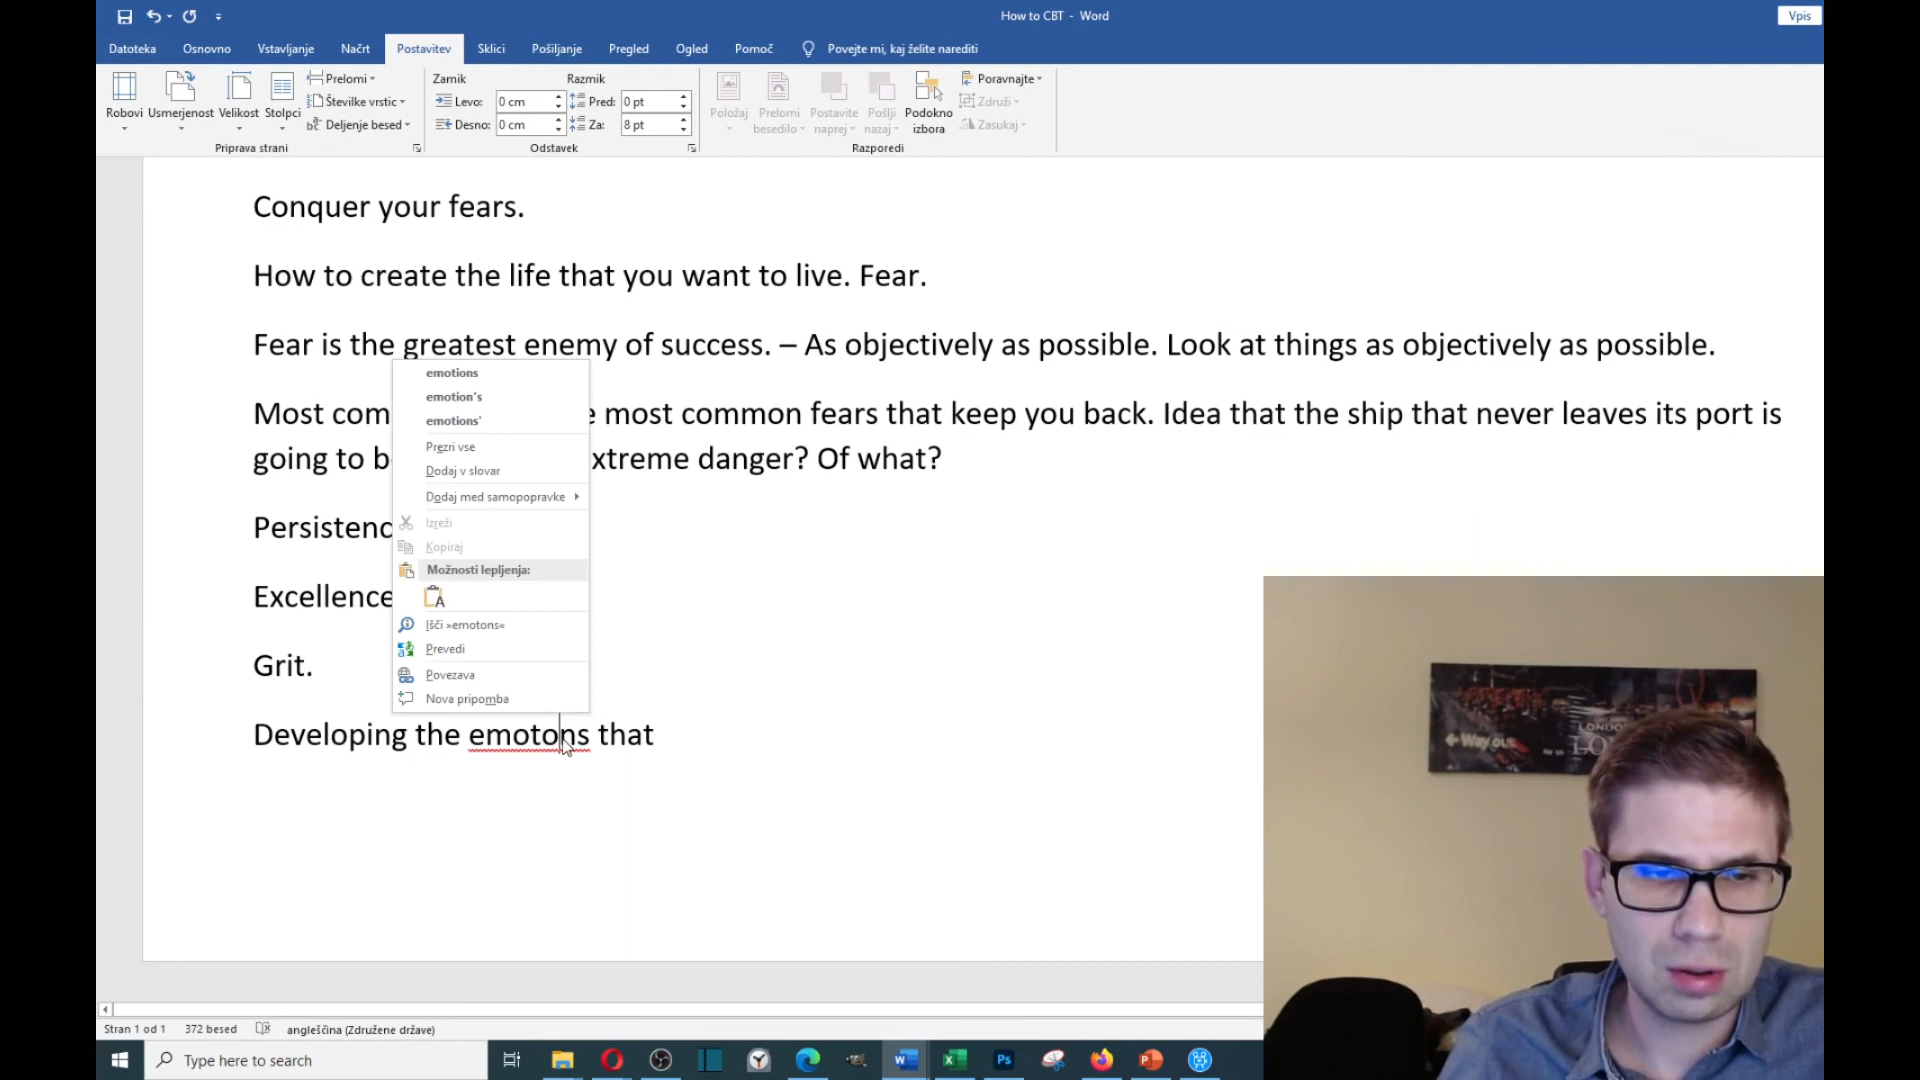 How to CBT - Word
Vpis
Datoteka Osnovno Vstavljanje Načrt Postavitev Sklici Pošiljanje Pregled Ogled Pomoč Povejte mi, kaj želite narediti
Robovi
Usmerjenost
Velikost
Stolpci
Prelomi
Številke vrstic
Deljenje besed
Priprava strani
Zamik
Razmik
Levo: 0 cm
Pred: 0 pt
Desno: 0 cm
Za: 8 pt
Odstavek
Položaj
Prelomi
besedilo
Postavite
naprej
Pošlji
nazaj
Podokno
izbora
Poravnajte
Združi
Zasukaj
Razporedi
Conquer your fears.
How to create the life that you want to live. Fear.
Fear is the greatest enemy of success. – As objectively as possible. Look at things as objectively as possible.
Most com e most common fears that keep you back. Idea that the ship that never leaves its port is
going to b xtreme danger? Of what?
Persistenc
Excellence
Grit.
Developing the emotons that
emotions
emotion's
emotions'
Prezri vse
Dodaj v slovar
Dodaj med samopopravke
Izreži
Kopiraj
Možnosti lepljenja:
A
Išči »emotons«
Prevedi
Povezava
Nova pripomba
Way out
LONDON
Stran 1 od 1 372 besed angleščina (Združene države)
Type here to search